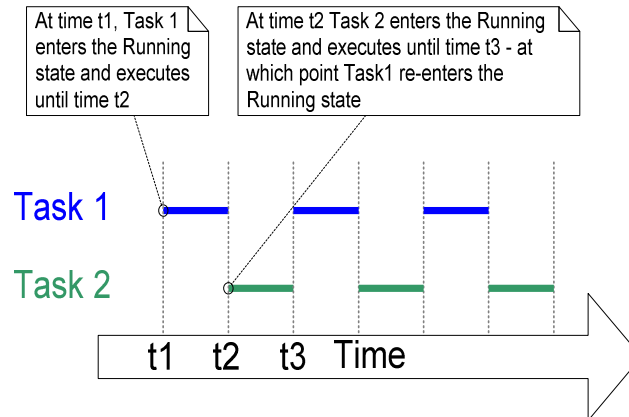 At time t1, Task 1
enters the Running
state and executes
until time t2
At time t2 Task 2 enters the Running
state and executes until time t3 - at
which point Task1 re-enters the
Running state
Task 1
Task 2
t1 t2 t3 Time